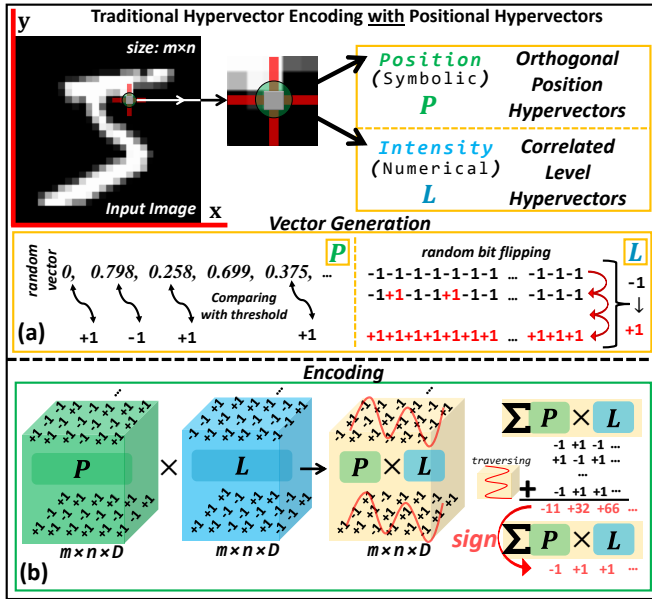 Traditional Hypervector Encoding with Positional Hypervectors
y
size: m×n
Input Image
x
Position
(Symbolic)
P
Orthogonal
Position
Hypervectors
Intensity
(Numerical)
L
Correlated
Level
Hypervectors
Vector Generation
random
vector
0, 0.798, 0.258, 0.699, 0.375, ...
Comparing
with threshold
+1 -1 +1 +1
P
random bit flipping
L
-1-1-1-1-1-1-1 ... -1-1-1
-1+1-1-1+1-1-1 ... -1-1-1
+1+1+1+1+1+1+1 ... +1+1+1
-1
↓
+1
(a)
Encoding
P
m×n×D
×
L
m×n×D
P × L
m×n×D
∑ P × L
-1 +1 -1 ...
+1 -1 +1 ...
...
-1 +1 +1 ...
traversing
+
-11 +32 +66 ...
sign
∑ P × L
-1 +1 +1 ...
(b)